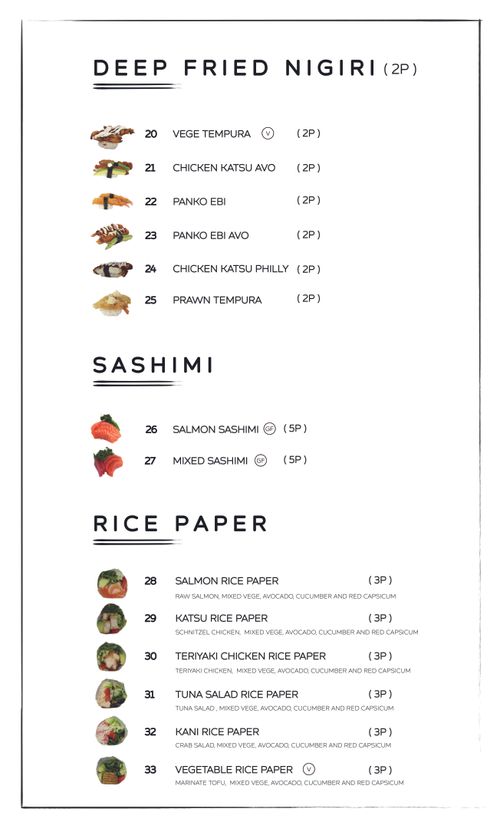 DEEP FRIED NIGIRI ( 2P )
20 VEGE TEMPURA V ( 2P )
21 CHICKEN KATSU AVO ( 2P )
22 PANKO EBI ( 2P )
23 PANKO EBI AVO ( 2P )
24 CHICKEN KATSU PHILLY ( 2P )
25 PRAWN TEMPURA ( 2P )
SASHIMI
26 SALMON SASHIMI GF ( 5P )
27 MIXED SASHIMI GF ( 5P )
RICE PAPER
28 SALMON RICE PAPER ( 3P )
RAW SALMON, MIXED VEGE, AVOCADO, CUCUMBER AND RED CAPSICUM
29 KATSU RICE PAPER ( 3P )
SCHNITZEL CHICKEN, MIXED VEGE, AVOCADO, CUCUMBER AND RED CAPSICUM
30 TERIYAKI CHICKEN RICE PAPER ( 3P )
TERIYAKI CHICKEN, MIXED VEGE, AVOCADO, CUCUMBER AND RED CAPSICUM
31 TUNA SALAD RICE PAPER ( 3P )
TUNA SALAD , MIXED VEGE, AVOCADO, CUCUMBER AND RED CAPSICUM
32 KANI RICE PAPER ( 3P )
CRAB SALAD, MIXED VEGE, AVOCADO, CUCUMBER AND RED CAPSICUM
33 VEGETABLE RICE PAPER V ( 3P )
MARINATE TOFU, MIXED VEGE, AVOCADO, CUCUMBER AND RED CAPSICUM